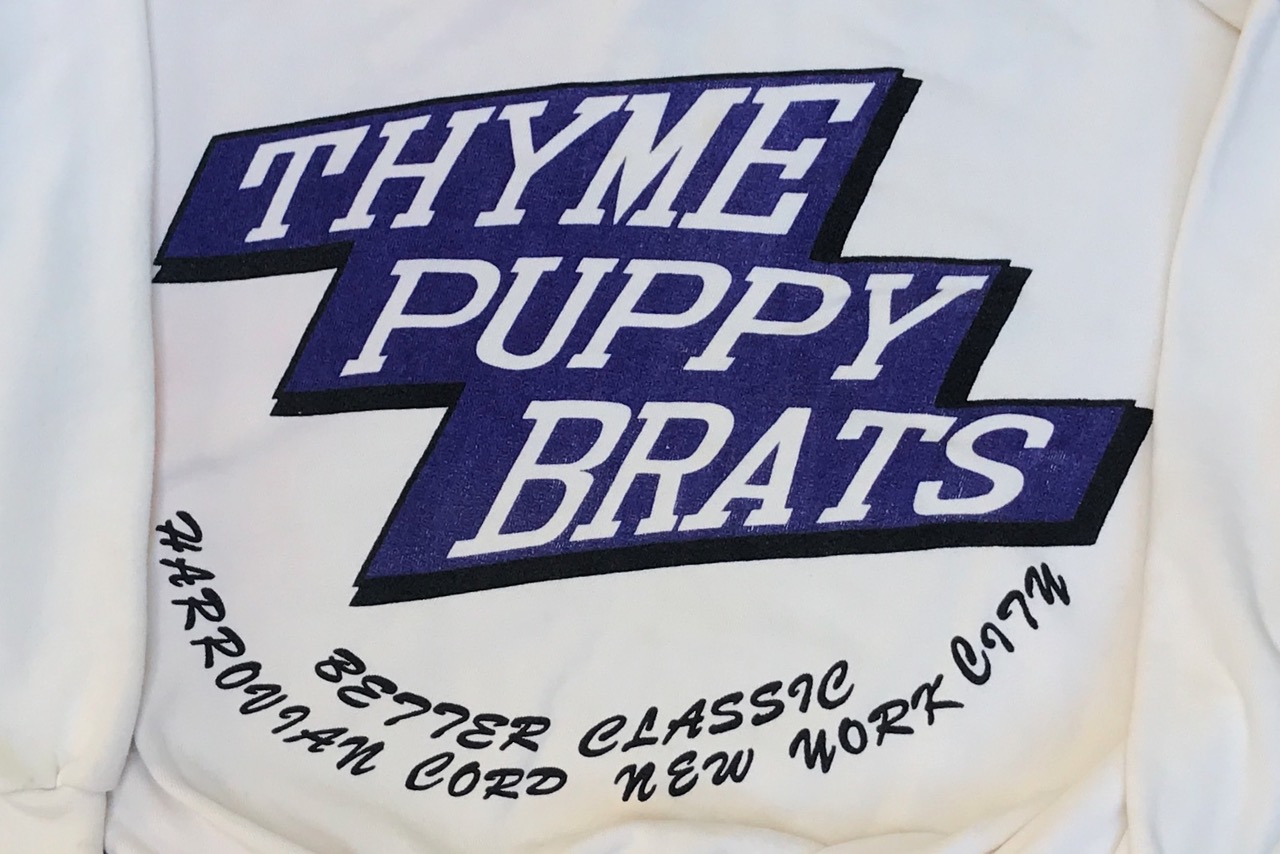 THYME
PUPPY
BRATS
BETTER CLASSIC
HARROVIAN CORD NEW YORK CITY